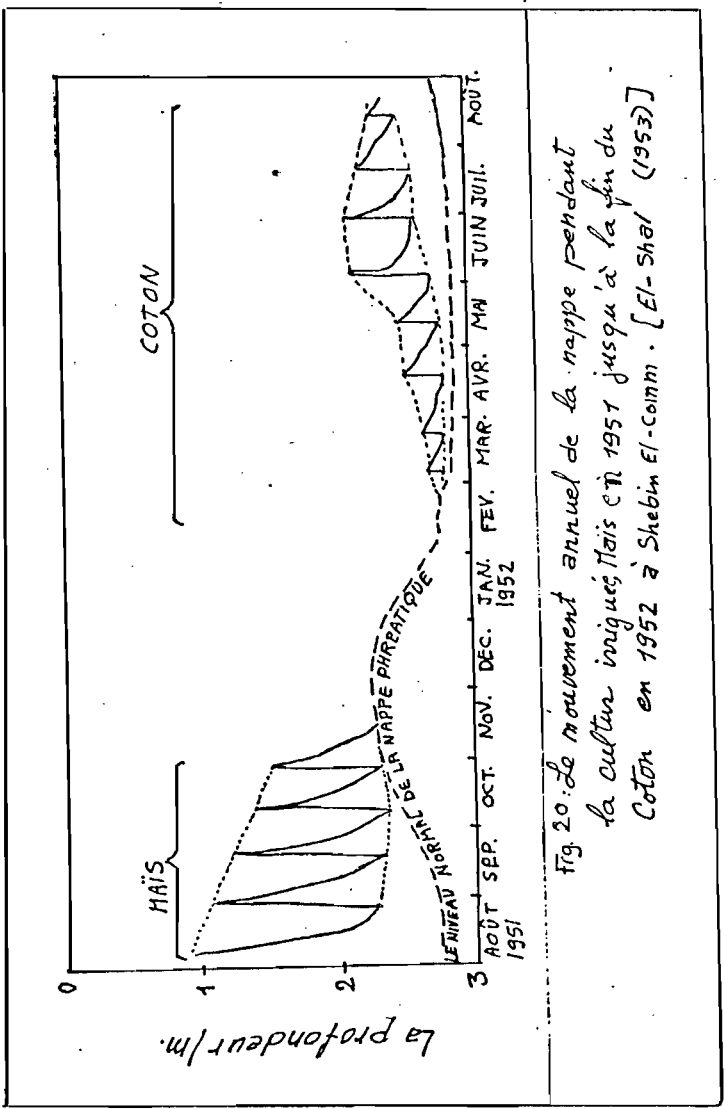 COTON
MAÏS
0
1
2
3
La profondeur/m.
LE NIVEAU NORMAL DE LA NAPPE PHREATIQUE
AOÛT SEP. OCT. NOV. DEC. JAN. FEV. MAR. AVR. MAI JUIN JUIL. AOUT.
1951 1952
Fig. 20: Le mouvement annuel de la nappe pendant
la culture irriguée, Maïs en 1951 jusqu'à la fin du
Coton en 1952 à Shebin El-Comm. [El-Shal (1953)]